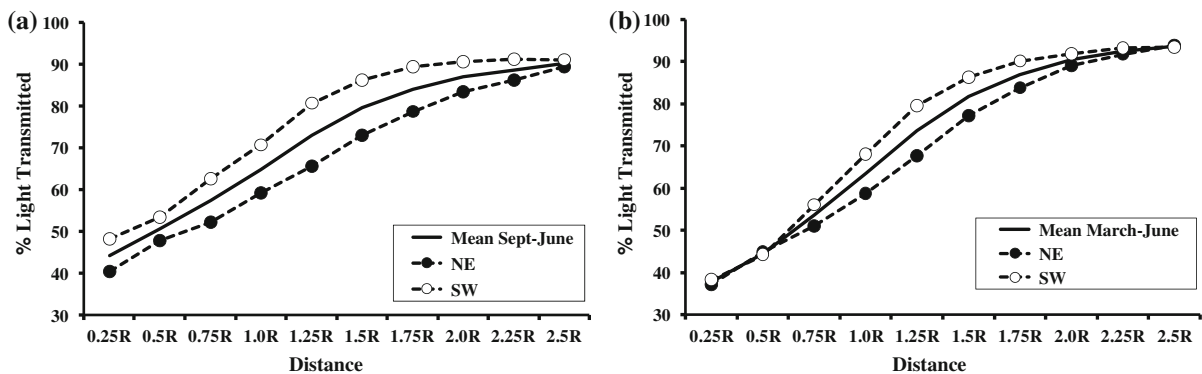 (a)
100
90
80
70
60
50
40
30
% Light Transmitted
Mean Sept-June
NE
SW
0.25R 0.5R 0.75R 1.0R 1.25R 1.5R 1.75R 2.0R 2.25R 2.5R
Distance
(b)
100
90
80
70
60
50
40
30
% Light Transmitted
Mean March-June
NE
SW
0.25R 0.5R 0.75R 1.0R 1.25R 1.5R 1.75R 2.0R 2.25R 2.5R
Distance